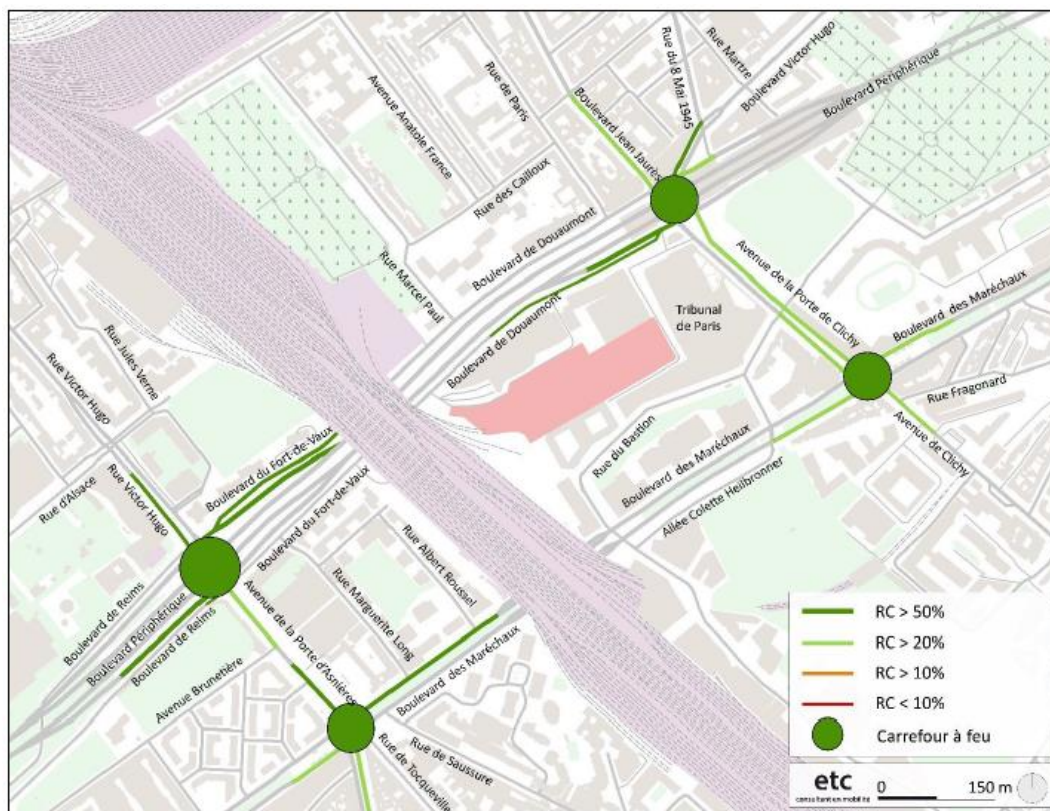 Rue Martre
Boulevard Victor Hugo
Rue du 8 Mai 1945
Boulevard Périphérique
Rue de Paris
Avenue Anatole France
Boulevard Jean Jaurès
Rue des Cailloux
Boulevard de Douaumont
Rue Marcel Paul
Avenue de la Porte de Clichy
Boulevard des Maréchaux
Tribunal
de Paris
Boulevard de Douaumont
Rue Jules Verne
Rue Victor Hugo
Rue Fragonard
Avenue de Clichy
Rue du Bastion
Boulevard des Maréchaux
Allée Colette Heilbronner
Boulevard du Fort-de-Vaux
Rue d'Alsace
Rue Victor Hugo
Boulevard du Fort-de-Vaux
Rue Albert Roussel
Rue Marguerite Long
Boulevard de Reims
Boulevard Périphérique
Boulevard de Reims
Avenue de la Porte d'Asnières
Avenue Brunetière
Boulevard des Maréchaux
Rue de Saussure
Rue de Tocqueville
RC > 50%
RC > 20%
RC > 10%
RC < 10%
Carrefour à feu
etc
consultant en mobilité
0 150 m